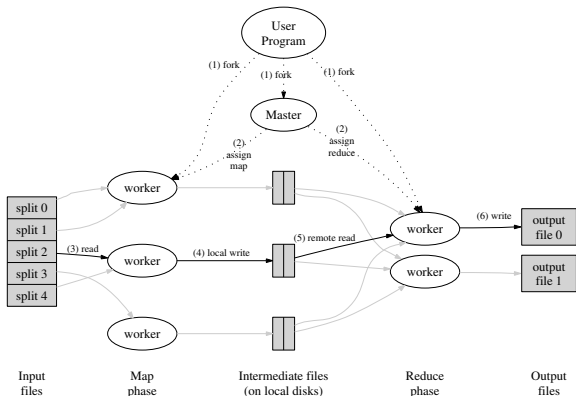 User
Program
(1) fork
(1) fork
(1) fork
Master
(2)
assign
map
(2)
assign
reduce
worker
split 0
split 1
split 2
split 3
split 4
(3) read
worker
(4) local write
(5) remote read
worker
(6) write
output
file 0
worker
output
file 1
worker
Input
files
Map
phase
Intermediate files
(on local disks)
Reduce
phase
Output
files